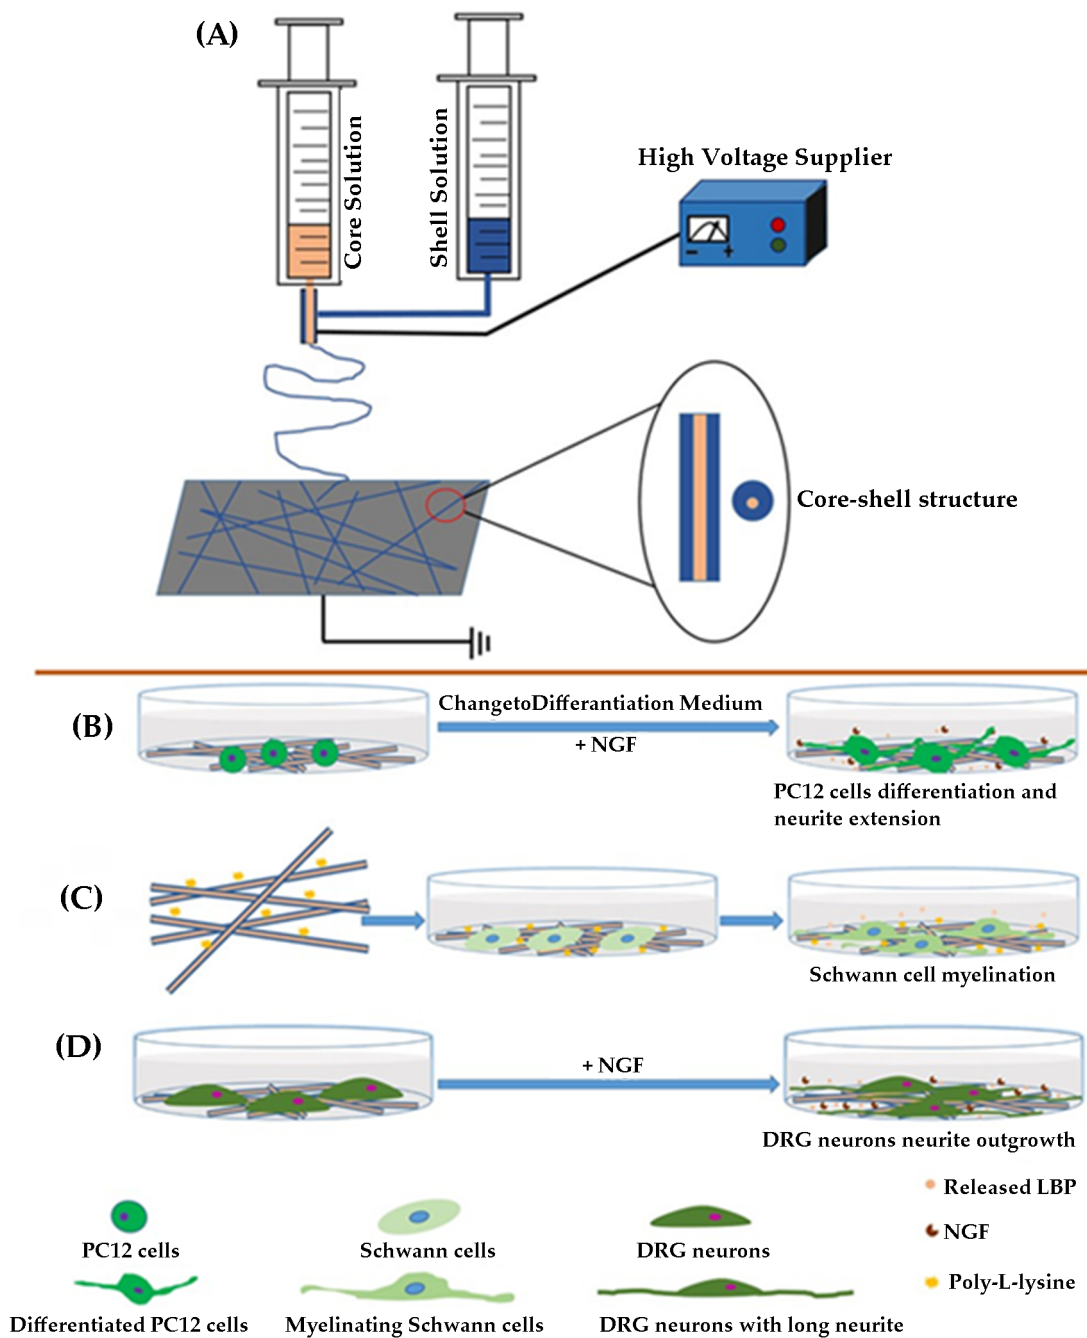 (A)
Core Solution
Shell Solution
High Voltage Supplier
− +
Core-shell structure
(B)
ChangetoDifferantiation Medium
+ NGF
PC12 cells differentiation and
neurite extension
(C)
Schwann cell myelination
(D)
+ NGF
DRG neurons neurite outgrowth
Released LBP
NGF
Poly-L-lysine
PC12 cells
Schwann cells
DRG neurons
Differentiated PC12 cells
Myelinating Schwann cells
DRG neurons with long neurite